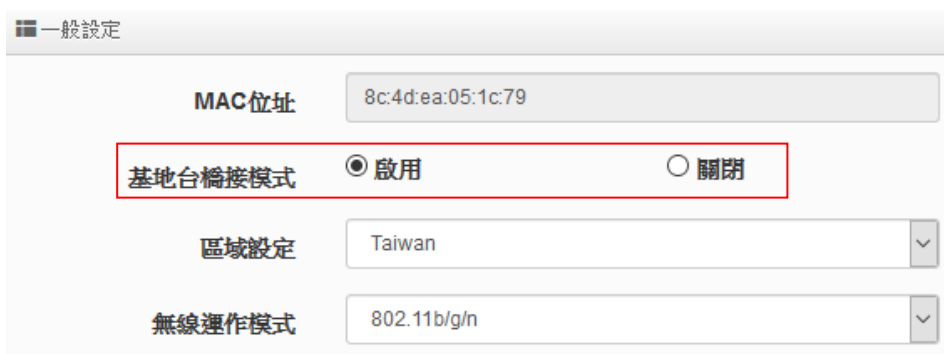 一般設定
MAC位址 8c:4d:ea:05:1c:79
基地台橋接模式 啟用 關閉
區域設定 Taiwan
無線運作模式 802.11b/g/n